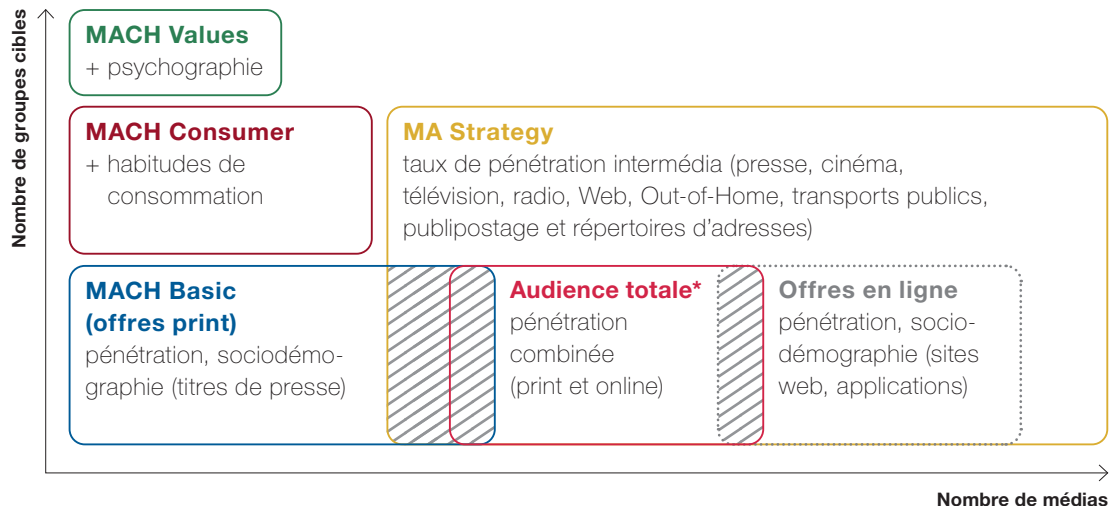 Nombre de groupes cibles
MACH Values
+ psychographie
MACH Consumer
+ habitudes de
consommation
MA Strategy
taux de pénétration intermédia (presse, cinéma,
télévision, radio, Web, Out-of-Home, transports publics,
publipostage et répertoires d’adresses)
MACH Basic
(offres print)
pénétration, sociodémo-
graphie (titres de presse)
Audience totale*
pénétration
combinée
(print et online)
Offres en ligne
pénétration, socio-
démographie (sites
web, applications)
Nombre de médias